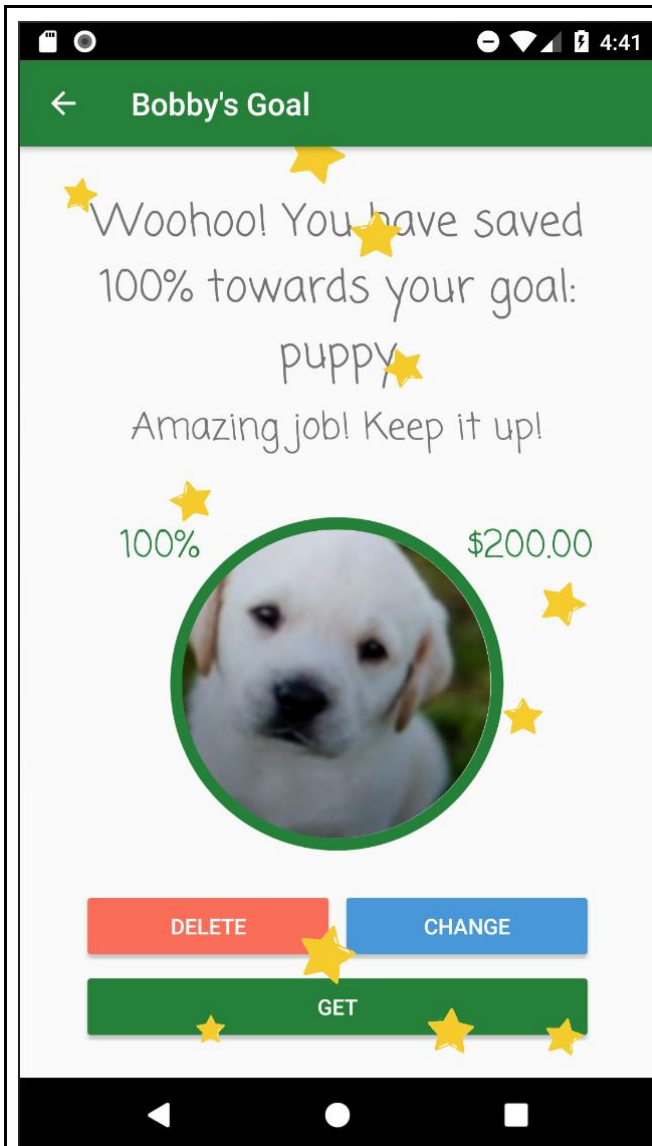 4:41
Bobby's Goal
Woohoo! You have saved
100% towards your goal:
puppy
Amazing job! Keep it up!
100%
$200.00
DELETE
CHANGE
GET